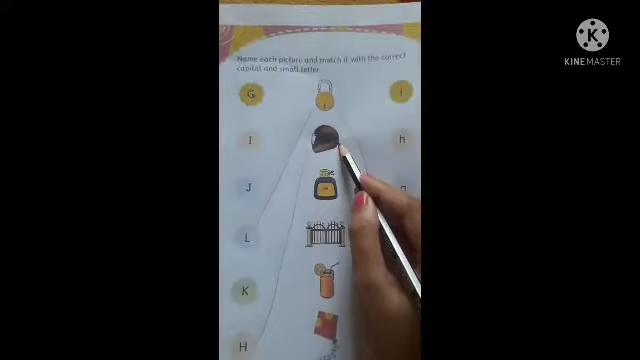 Name each picture and match it with the correct
capital and small letter.
G i
I h
J
L
K
H
K
KINEMASTER